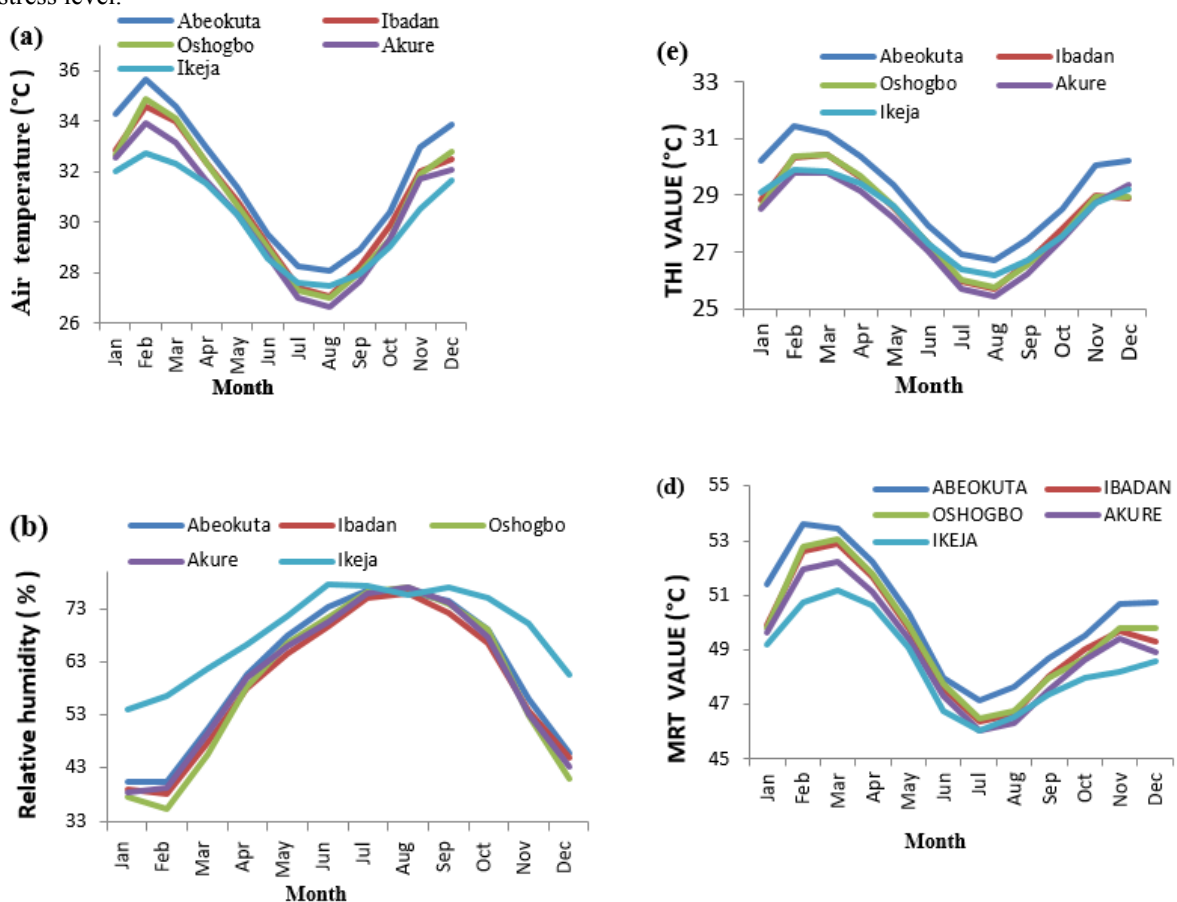 stress level.
(a)
Abeokuta Ibadan
Oshogbo Akure
Ikeja
Air temperature (°C)
36
34
32
30
28
26
Jan Feb Mar Apr May Jun Jul Aug Sep Oct Nov Dec
Month
(e)
Abeokuta Ibadan
Oshogbo Akure
Ikeja
THI VALUE (°C)
33
31
29
27
25
Jan Feb Mar Apr May Jun Jul Aug Sep Oct Nov Dec
Month
(b)
Abeokuta Ibadan Oshogbo
Akure Ikeja
Relative humidity ( % )
73
63
53
43
33
Jan Feb Mar Apr May Jun Jul Aug Sep Oct Nov Dec
Month
(d)
ABEOKUTA IBADAN
OSHOGBO AKURE
IKEJA
MRT VALUE (°C )
55
53
51
49
47
45
Jan Feb Mar Apr May Jun Jul Aug Sep Oct Nov Dec
Month